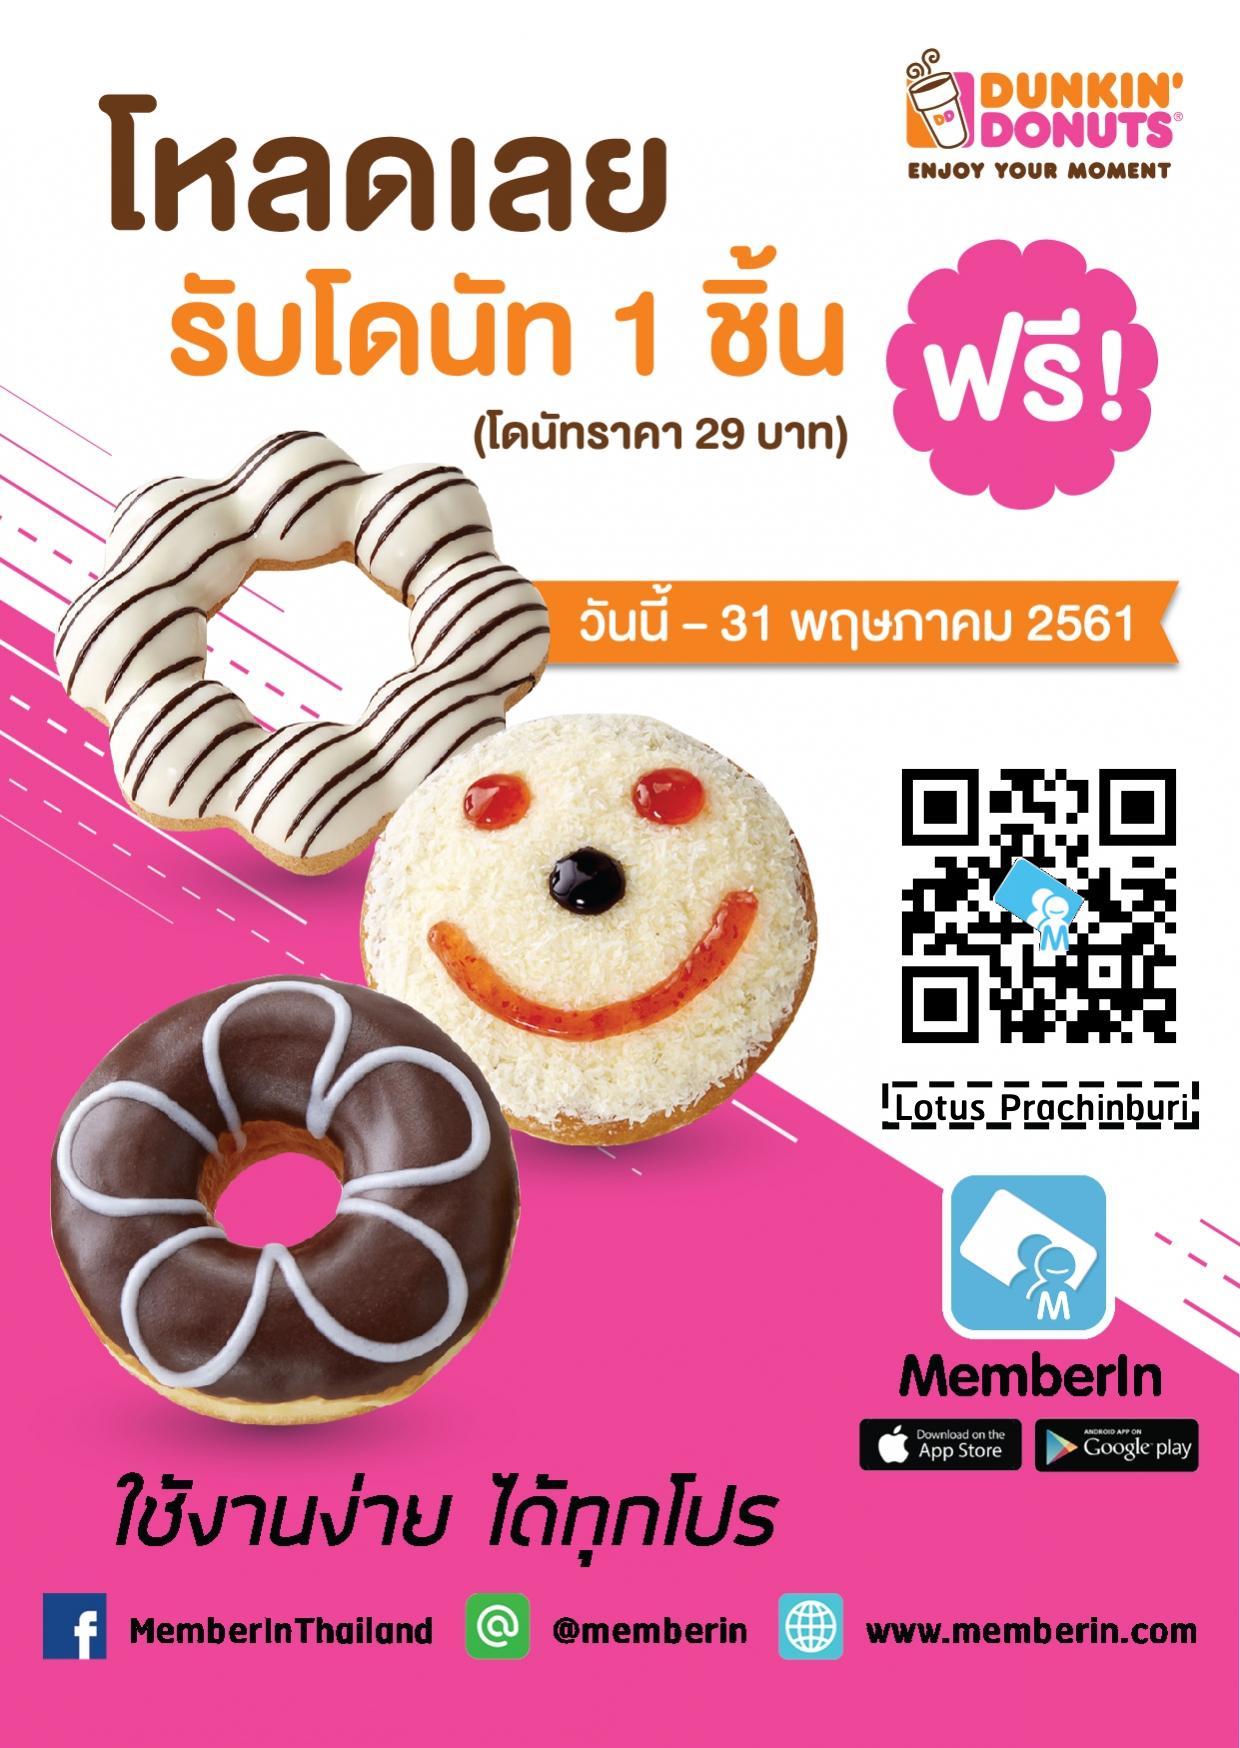 DUNKIN'
DONUTS®
ENJOY YOUR MOMENT
โหลดเลย
รับโดนัท 1 ชิ้น
ฟรี!
(โดนัทราคา 29 บาท)
วันนี้ – 31 พฤษภาคม 2561
M
Lotus Prachinburi
M
MemberIn
Download on the
App Store
ANDROID APP ON
Google play
ใช้งานง่าย ได้ทุกโปร
MemberInThailand @memberin www.memberin.com